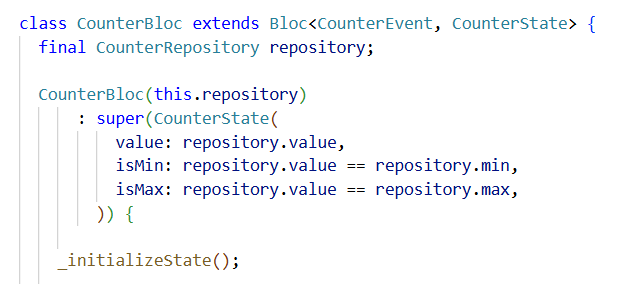 class CounterBloc extends Bloc<CounterEvent, CounterState> {
  final CounterRepository repository;
  CounterBloc(this.repository)
      : super(CounterState(
          value: repository.value,
          isMin: repository.value == repository.min,
          isMax: repository.value == repository.max,
        )) {
    _initializeState();